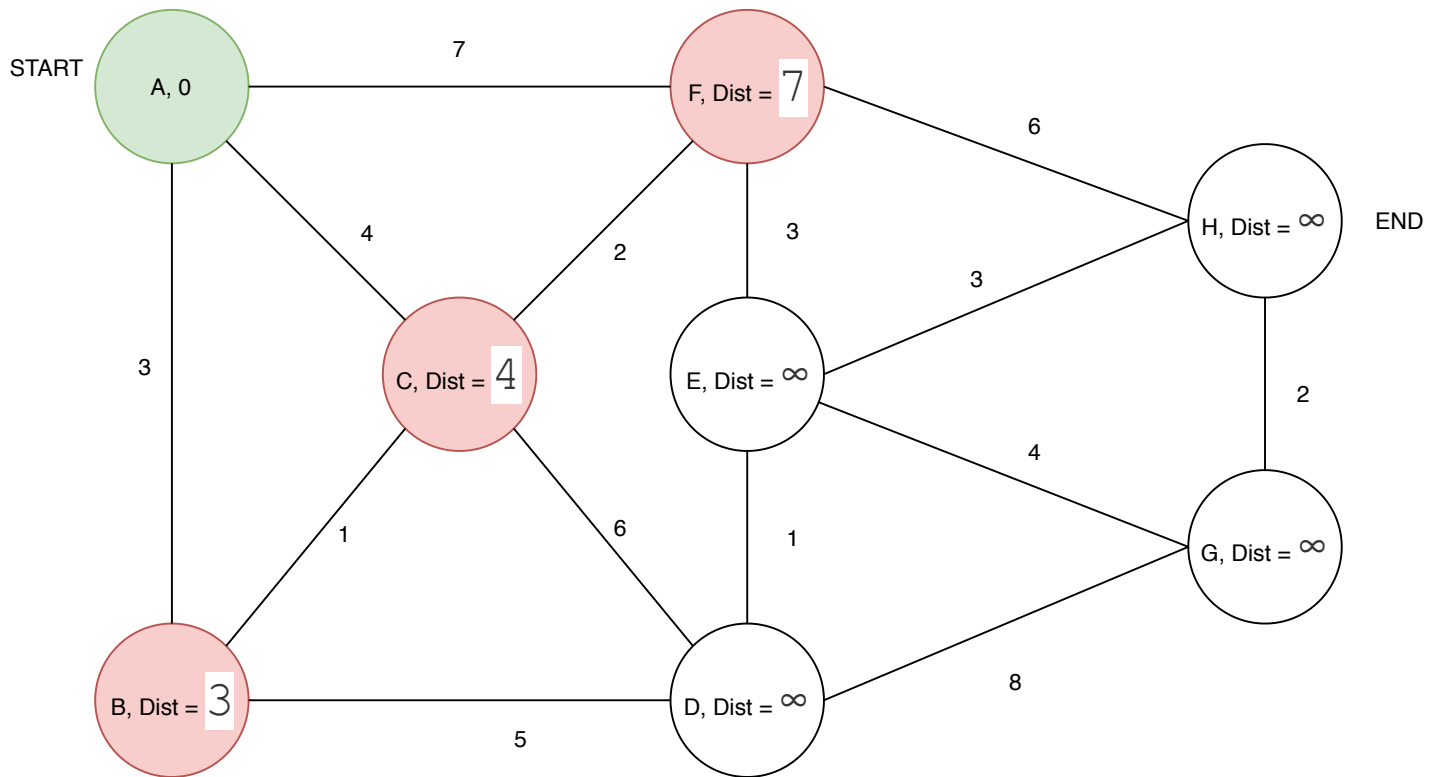 7
START
A, 0
F, Dist = 7
6
H, Dist = ∞
END
4
2
3
3
3
C, Dist = 4
E, Dist = ∞
2
4
1
6
1
G, Dist = ∞
8
B, Dist = 3
D, Dist = ∞
5